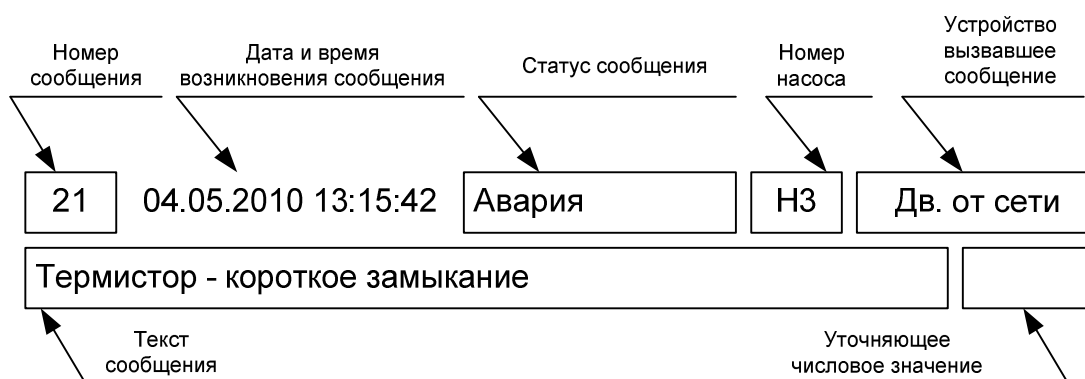 Номер
сообщения
Дата и время
возникновения сообщения
Статус сообщения
Номер
насоса
Устройство
вызвавшее
сообщение
21 04.05.2010 13:15:42 Авария Н3 Дв. от сети
Термистор - короткое замыкание
Текст
сообщения
Уточняющее
числовое значение